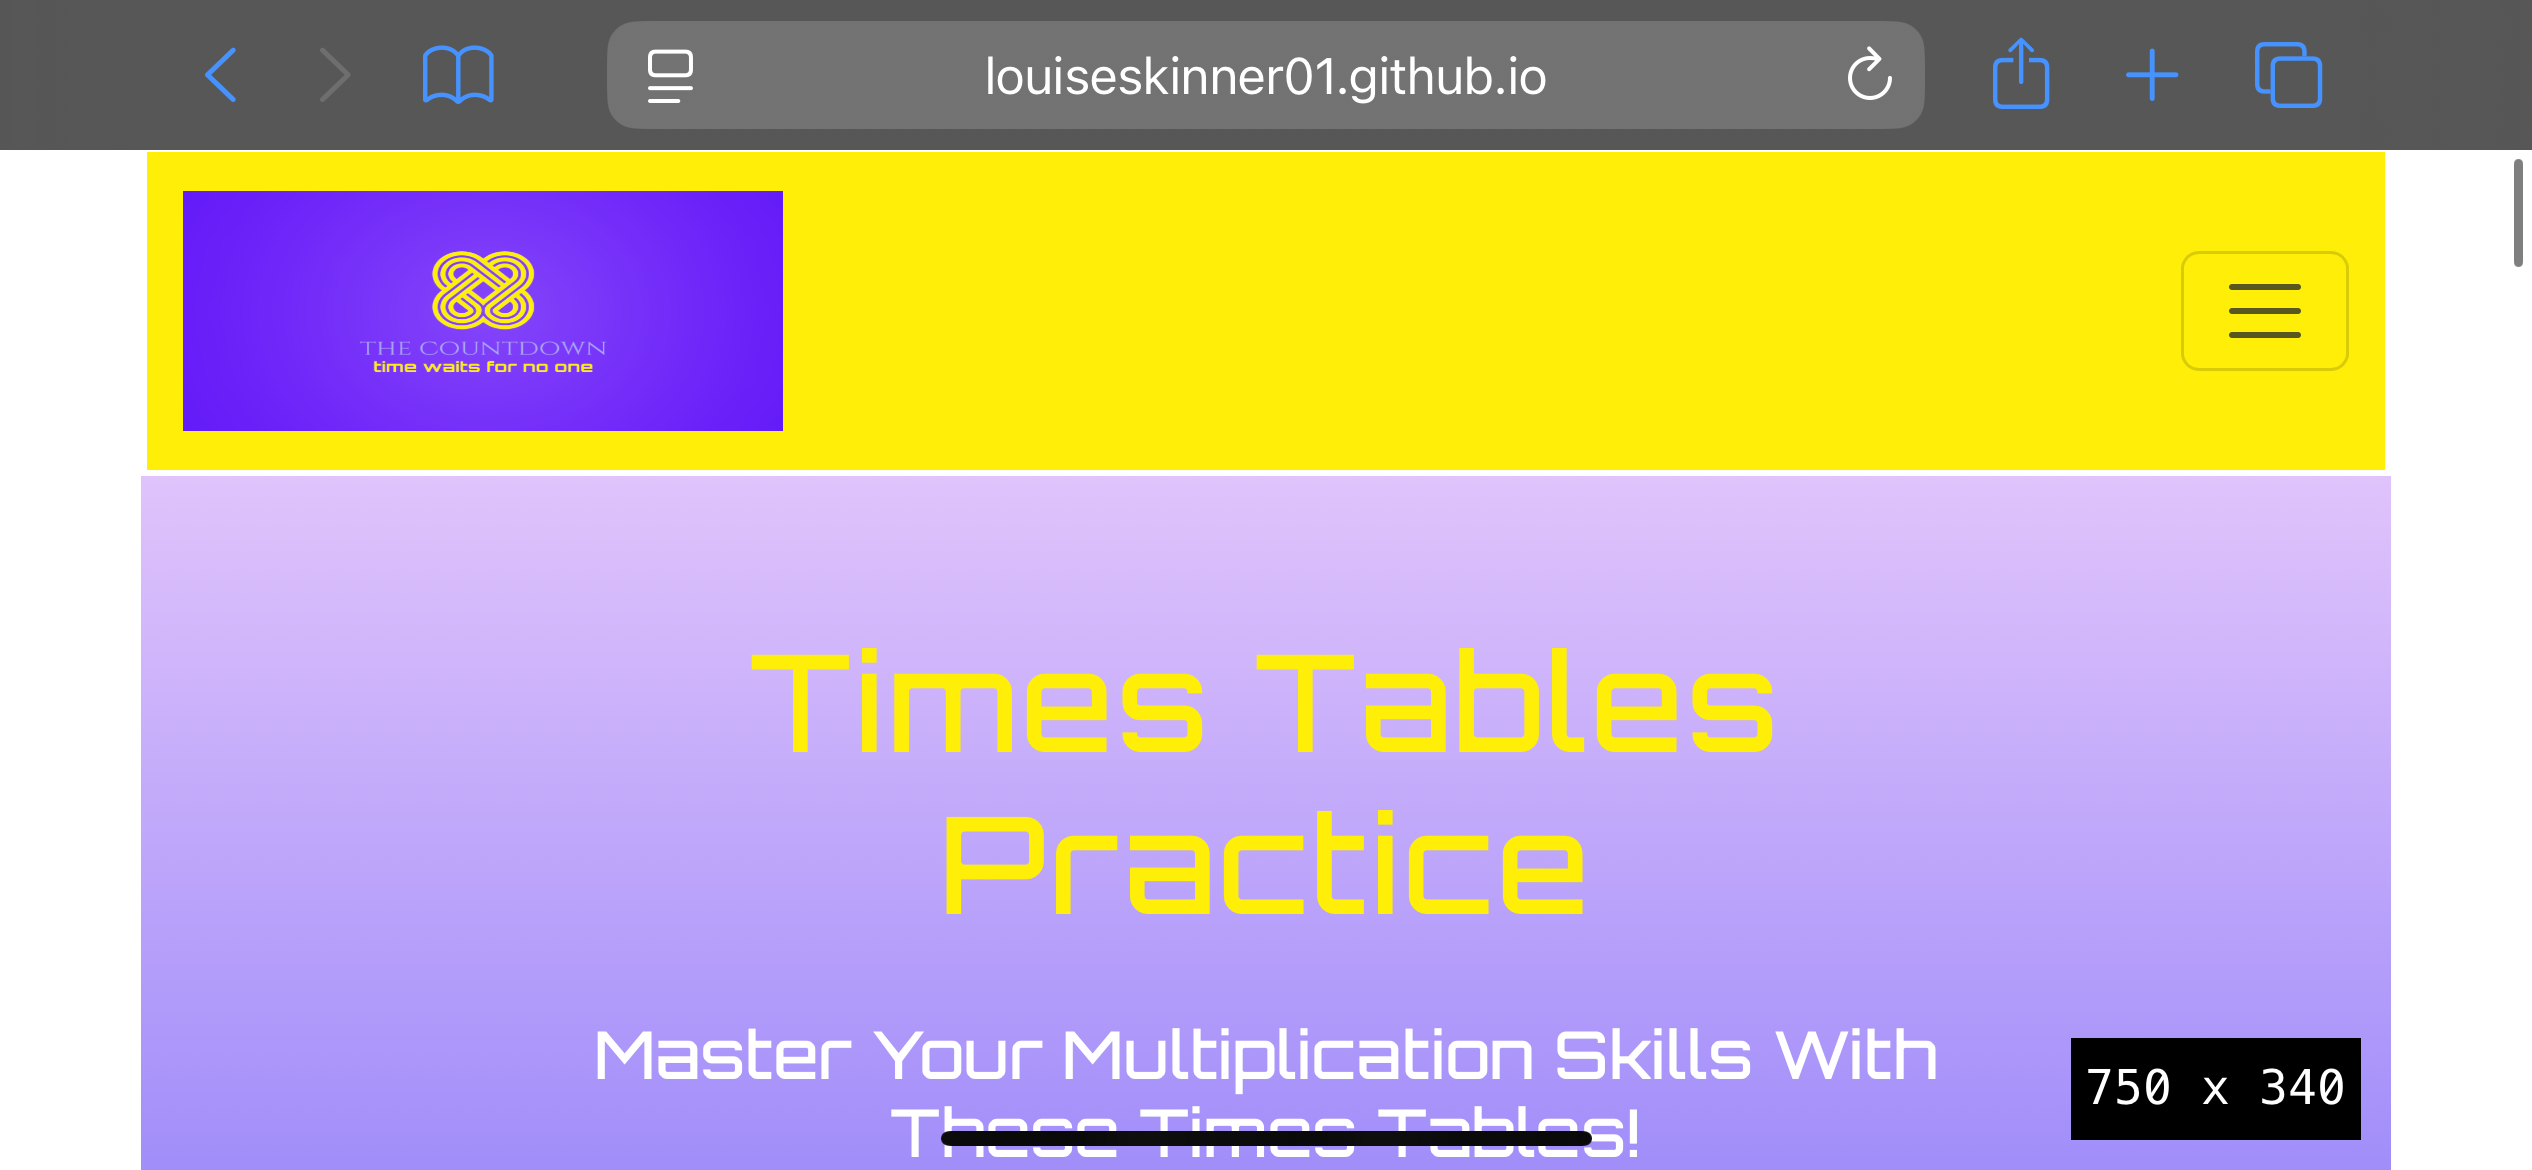 louiseskinner01.github.io
THE COUNTDOWN
time waits for no one
Times Tables
Practice
Master Your Multiplication Skills With
These Times Tables!
750 x 340